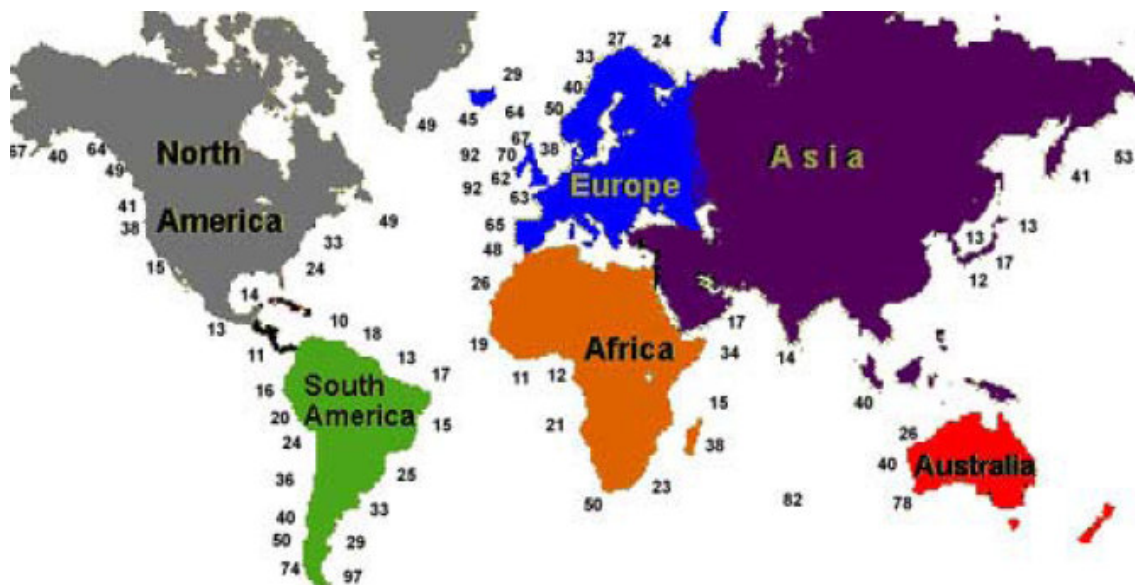 27 24
33
29
40
49 45 64 50
67
67 40 64 North 92 70 38 Asia 53
49 92 62 Europe 41
63
41 America 49
38 65 13
33 48 13
15 24 17
26 12
14
13 10 17
18
11 19 Africa 34 14
13 11 12
South 17
16 America 15 40
20 15 21 38 26
24
40 Australia
36 25
50 23 82 78
33
40
50 29
74 97